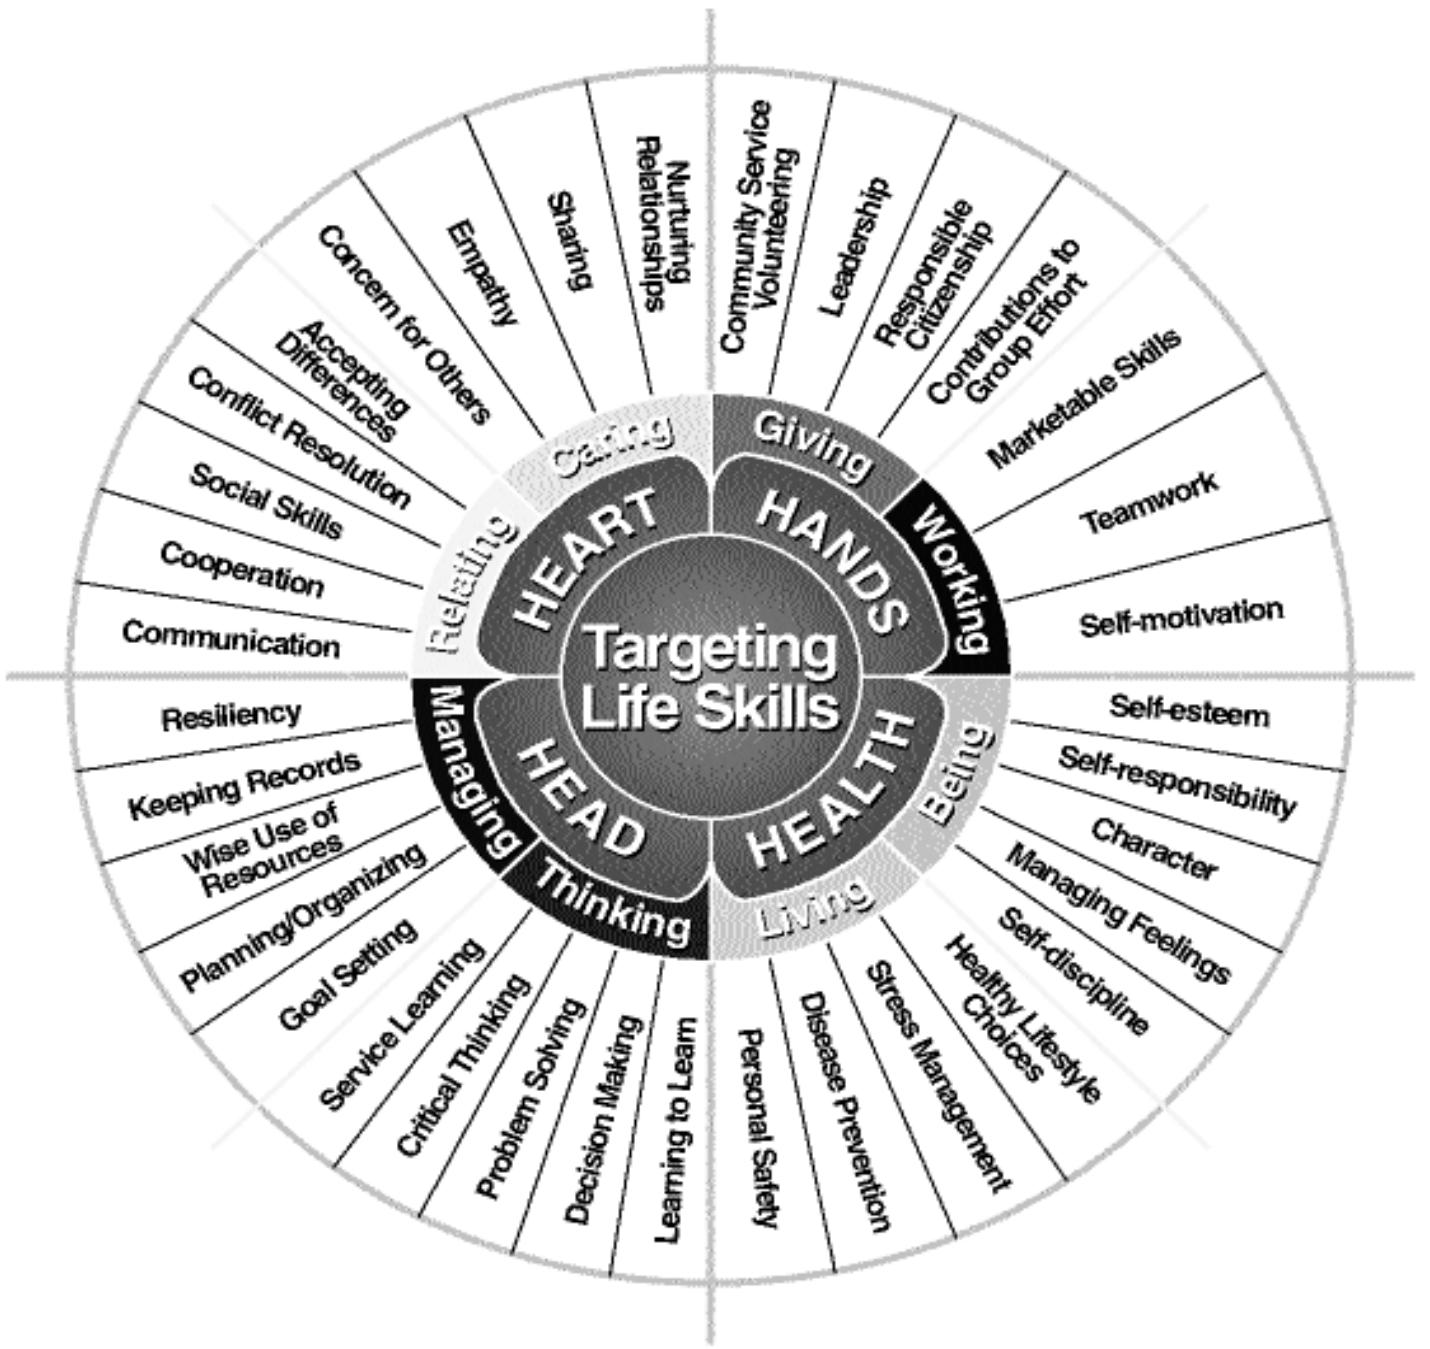 Targeting
Life Skills
HEART
HANDS
HEALTH
HEAD
Caring
Giving
Working
Being
Living
Thinking
Managing
Relating
Community Service
Volunteering
Leadership
Responsible
Citizenship
Contributions to
Group Effort
Marketable Skills
Teamwork
Self-motivation
Self-esteem
Self-responsibility
Character
Managing Feelings
Self-discipline
Healthy Lifestyle
Choices
Stress Management
Disease Prevention
Personal Safety
Learning to Learn
Decision Making
Problem Solving
Critical Thinking
Service Learning
Goal Setting
Planning/Organizing
Wise Use of
Resources
Keeping Records
Resiliency
Communication
Cooperation
Social Skills
Conflict Resolution
Accepting
Differences
Concern for Others
Empathy
Sharing
Nurturing
Relationships